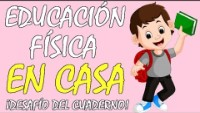 EDUCACIÓN
FÍSICA
EN CASA
¡DESAFÍO DEL CUADERNO!